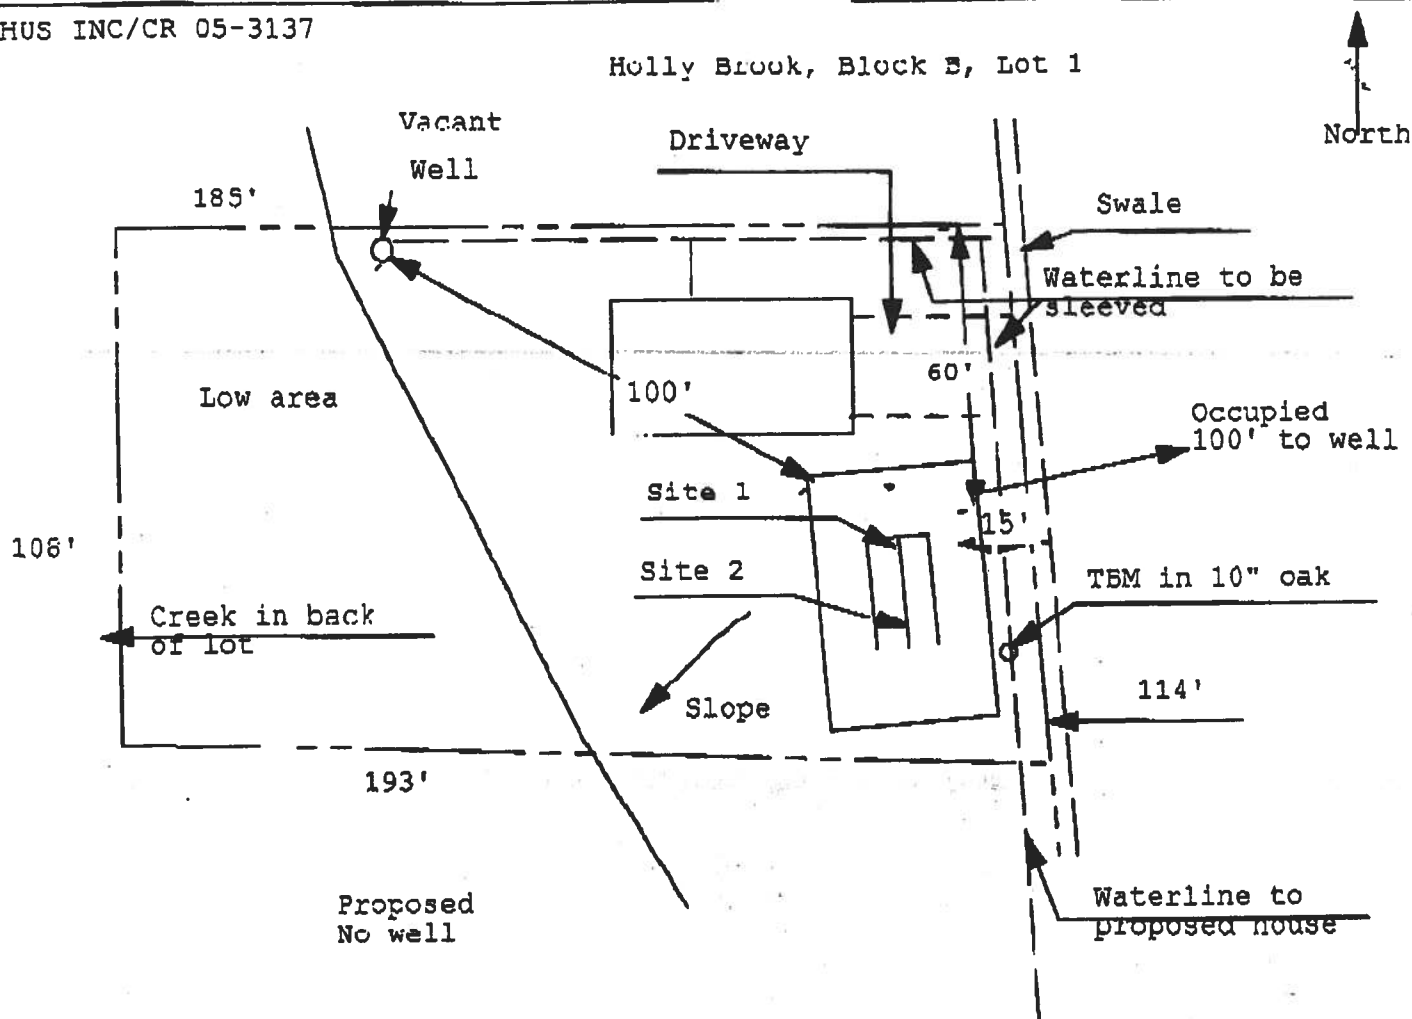 HUS INC/CR 05-3137
Holly Brook, Block B, Lot 1
North
Vacant
Well
Driveway
185'
Swale
Waterline to be
sleeved
60'
100'
Low area
Occupied
100' to well
Site 1
15'
108'
Site 2
TBM in 10" oak
Creek in back
of lot
114'
Slope
193'
Proposed
No well
Waterline to
proposed house